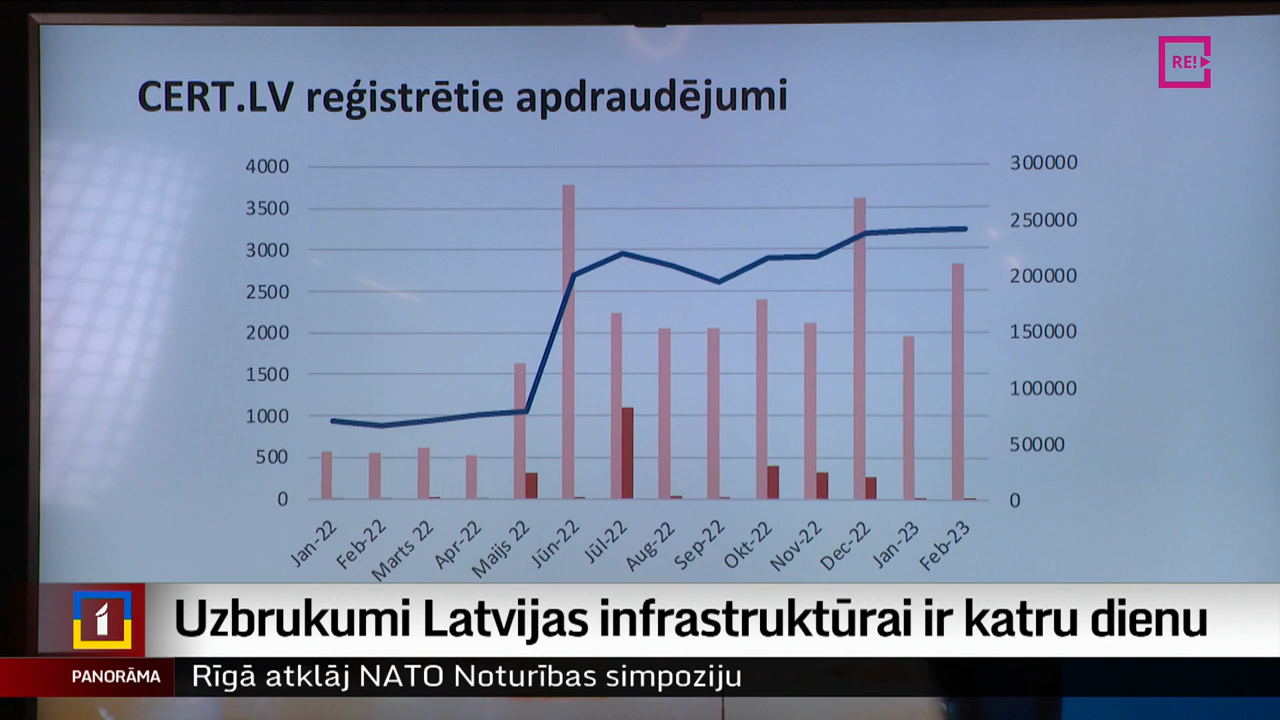 RE!
CERT.LV reģistrētie apdraudējumi
4000
3500
3000
2500
2000
1500
1000
500
0
300000
250000
200000
150000
100000
50000
0
Jan-22
Feb-22
Marts 22
Apr-22
Maijs 22
Jūn-22
Jūl-22
Aug-22
Sep-22
Okt-22
Nov-22
Dec-22
Jan-23
Feb-23
1
Uzbrukumi Latvijas infrastruktūrai ir katru dienu
PANORĀMA
Rīgā atklāj NATO Noturības simpoziju